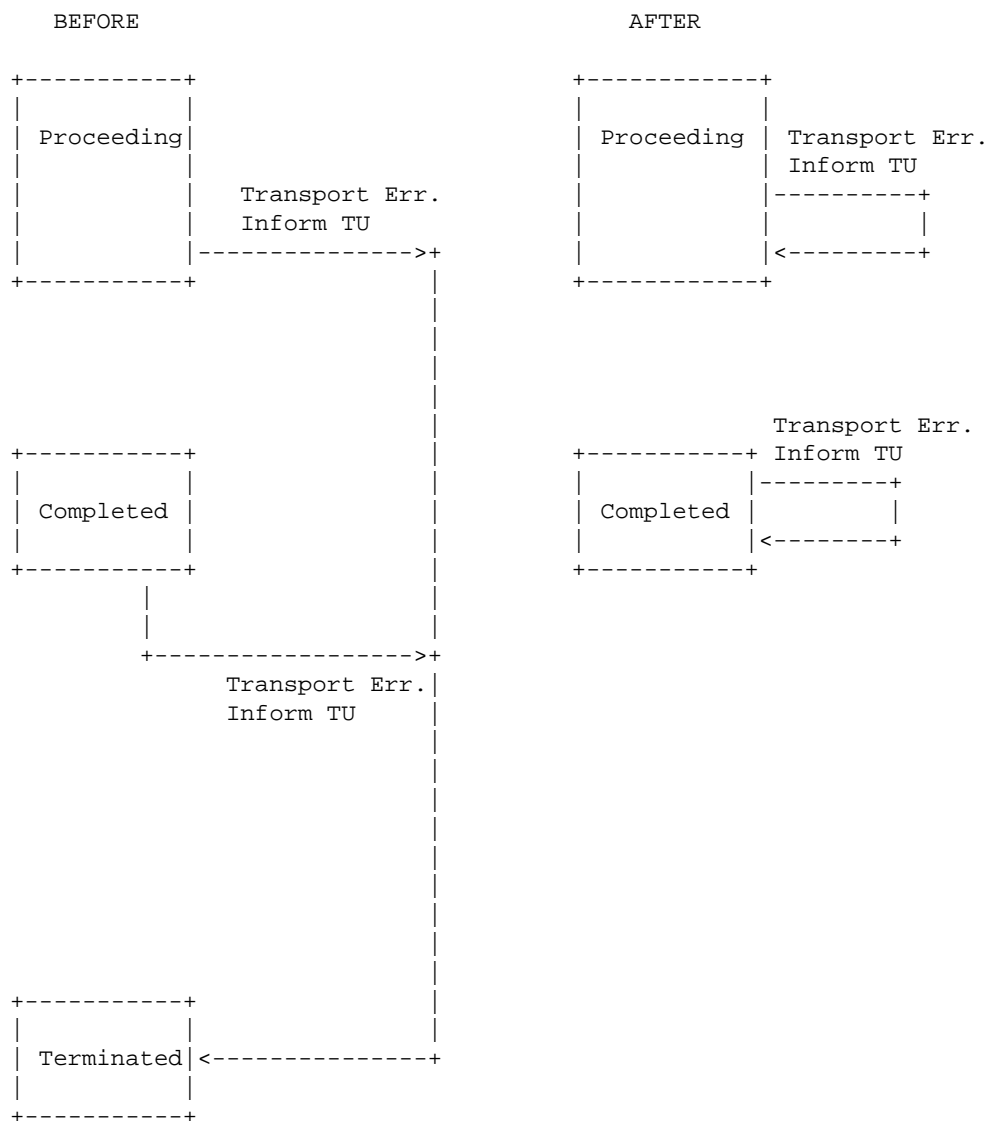 BEFORE AFTER
Proceeding Proceeding Transport Err.
Inform TU
Transport Err.
Inform TU
Transport Err.
Inform TU
Completed Completed
Transport Err.
Inform TU
Terminated